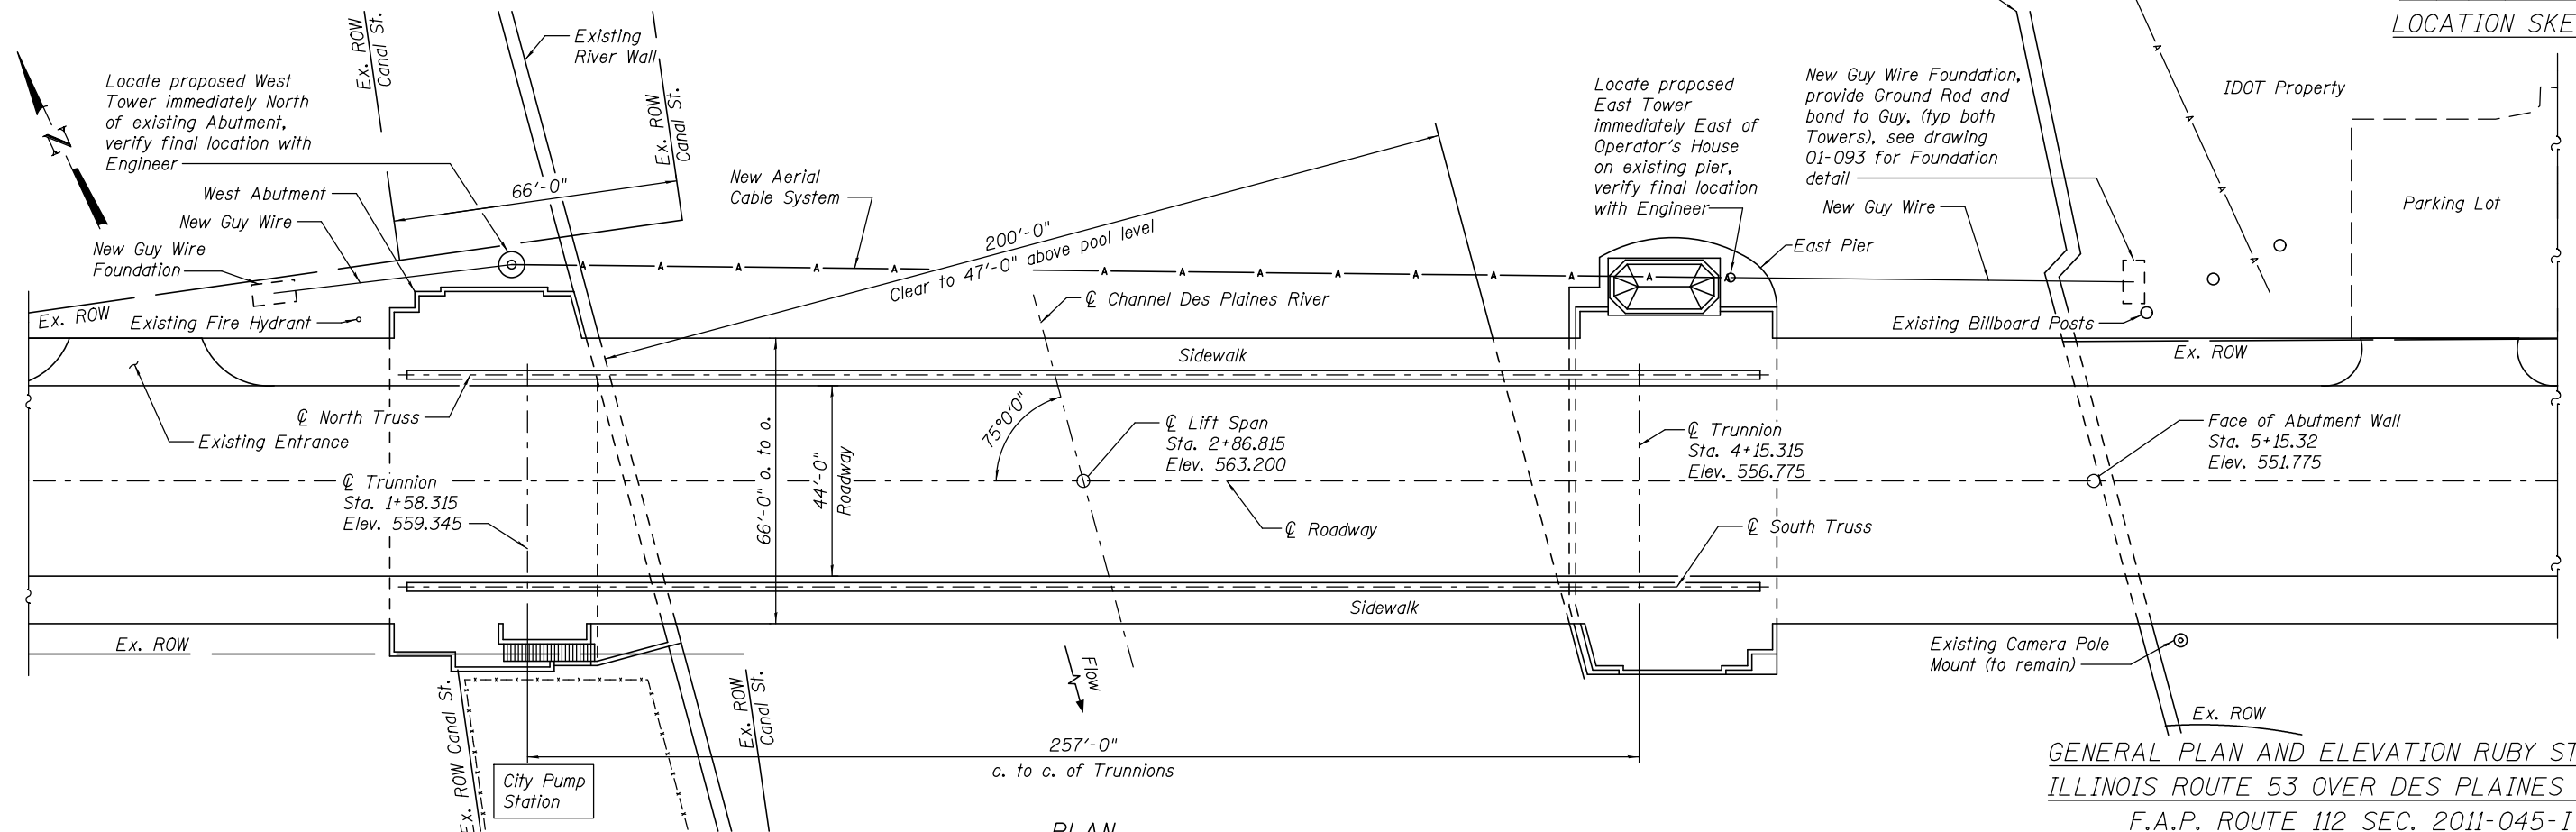 LOCATION SKE
Ex. ROW
Canal St.
Existing
River Wall
Ex. ROW
Canal St.
N
Locate proposed West
Tower immediately North
of existing Abutment,
verify final location with
Engineer
West Abutment
New Guy Wire
New Guy Wire
Foundation
Ex. ROW
Existing Fire Hydrant
66'-0"
New Aerial
Cable System
200'-0"
Clear to 47'-0" above pool level
℄ Channel Des Plaines River
Locate proposed
East Tower
immediately East of
Operator's House
on existing pier,
verify final location
with Engineer
New Guy Wire Foundation,
provide Ground Rod and
bond to Guy, (typ both
Towers), see drawing
01-093 for Foundation
detail
New Guy Wire
East Pier
Existing Billboard Posts
IDOT Property
Parking Lot
Ex. ROW
A A A A A A A A A A A A A A A
A
A
A
A
Sidewalk
℄ North Truss
Existing Entrance
75°0'0"
℄ Lift Span
Sta. 2+86.815
Elev. 563.200
℄ Trunnion
Sta. 4+15.315
Elev. 556.775
Face of Abutment Wall
Sta. 5+15.32
Elev. 551.775
℄ Trunnion
Sta. 1+58.315
Elev. 559.345
66'-0" o. to o.
44'-0"
Roadway
℄ Roadway
℄ South Truss
Sidewalk
Ex. ROW
Flow
Existing Camera Pole
Mount (to remain)
Ex. ROW Canal St.
Ex. ROW
Canal St.
Ex. ROW
257'-0"
c. to c. of Trunnions
City Pump
Station
PLAN
GENERAL PLAN AND ELEVATION RUBY ST
ILLINOIS ROUTE 53 OVER DES PLAINES
F.A.P. ROUTE 112 SEC. 2011-045-I